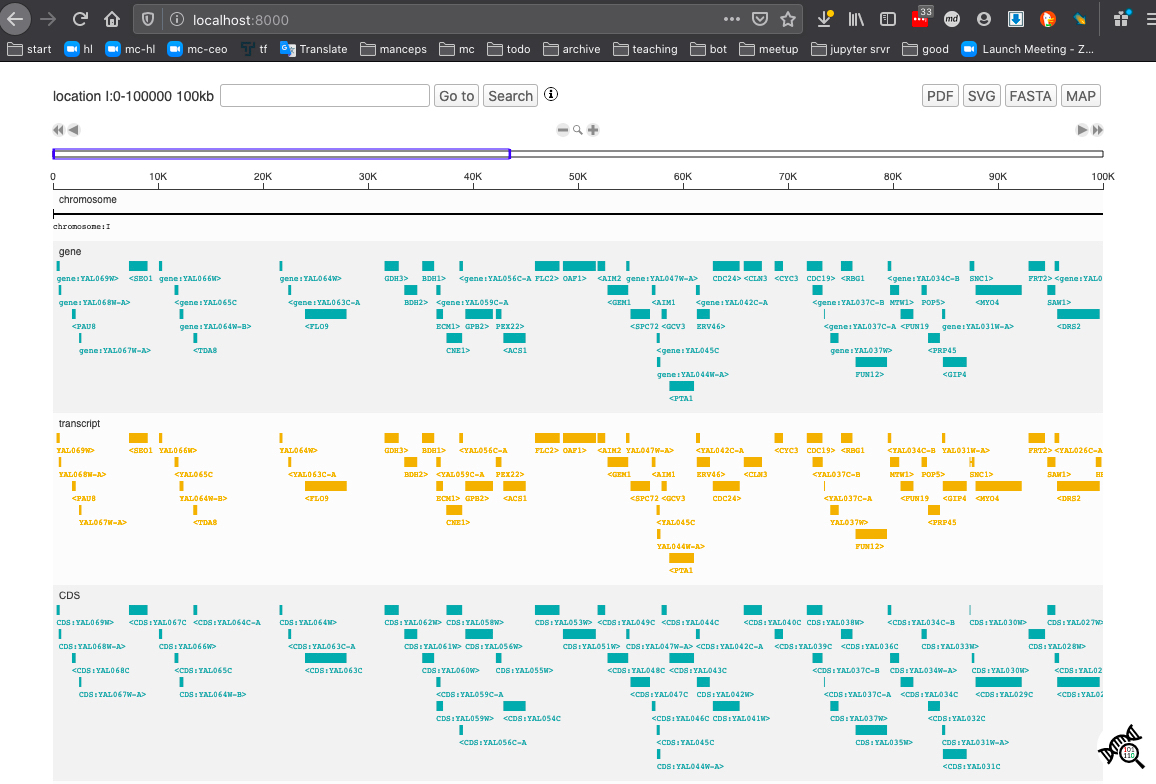 localhost:8000
33
md
start hl mc-hl mc-ceo tf Translate manceps mc todo archive teaching bot meetup jupyter srvr good Launch Meeting - Z...
location I:0-100000 100kb Go to Search PDF SVG FASTA MAP
0 10K 20K 30K 40K 50K 60K 70K 80K 90K 100K
chromosome
chromosome:I
gene
gene:YAL069W> <SEO1 gene:YAL066W> gene:YAL064W> GDH3> BDH1> <gene:YAL056C-A FLC2> OAF1> <AIM2 gene:YAL047W-A> CDC24> <CLN3 <CYC3 CDC19> <RBG1 <gene:YAL034C-B SNC1> FRT2> <gene:YAL0
gene:YAL068W-A> <gene:YAL065C <gene:YAL063C-A BDH2> <gene:YAL059C-A <GEM1 <AIM1 <gene:YAL042C-A <gene:YAL037C-B MTW1> POP5> <MYO4 SAW1>
<PAU8 gene:YAL064W-B> <FLO9 ECM1> GPB2> PEX22> <SPC72 <GCV3 ERV46> <gene:YAL037C-A <FUN19 gene:YAL031W-A> <DRS2
gene:YAL067W-A> <TDA8 CNE1> <ACS1 <gene:YAL045C gene:YAL037W> <PRP45
gene:YAL044W-A> FUN12> <GIP4
<PTA1
transcript
YAL069W> <SEO1 YAL066W> YAL064W> GDH3> BDH1> <YAL056C-A FLC2> OAF1> <AIM2 YAL047W-A> <YAL042C-A <CYC3 CDC19> <RBG1 <YAL034C-B YAL031W-A> FRT2> <YAL026C-A
YAL068W-A> <YAL065C <YAL063C-A BDH2> <YAL059C-A PEX22> <GEM1 <AIM1 ERV46> <CLN3 <YAL037C-B MTW1> POP5> SNC1> SAW1>
<PAU8 YAL064W-B> <FLO9 ECM1> GPB2> <ACS1 <SPC72 <GCV3 CDC24> <YAL037C-A <FUN19 <GIP4 <MYO4 <DRS2
YAL067W-A> <TDA8 CNE1> <YAL045C YAL037W> <PRP45
YAL044W-A> FUN12>
<PTA1
CDS
CDS:YAL069W> <CDS:YAL067C <CDS:YAL064C-A CDS:YAL064W> CDS:YAL062W> CDS:YAL058W> CDS:YAL053W> <CDS:YAL049C <CDS:YAL044C <CDS:YAL040C CDS:YAL038W> <CDS:YAL034C-B CDS:YAL030W> CDS:YAL027W>
CDS:YAL068W-A> CDS:YAL066W> <CDS:YAL063C-A CDS:YAL061W> CDS:YAL056W> CDS:YAL051W> CDS:YAL047W-A> <CDS:YAL042C-A <CDS:YAL039C <CDS:YAL036C CDS:YAL033W> CDS:YAL028W>
<CDS:YAL068C <CDS:YAL065C <CDS:YAL063C CDS:YAL060W> CDS:YAL055W> <CDS:YAL048C <CDS:YAL043C <CDS:YAL037C-B CDS:YAL034W-A> CDS:YAL030W> <CDS:YAL02
CDS:YAL067W-A> CDS:YAL064W-B> <CDS:YAL059C-A <CDS:YAL047C CDS:YAL042W> <CDS:YAL037C-A <CDS:YAL034C <CDS:YAL029C <CDS:YAL02
CDS:YAL059W> <CDS:YAL054C <CDS:YAL046C CDS:YAL041W> CDS:YAL037W> <CDS:YAL032C
<CDS:YAL056C-A <CDS:YAL045C CDS:YAL035W> CDS:YAL031W-A>
CDS:YAL044W-A> <CDS:YAL031C